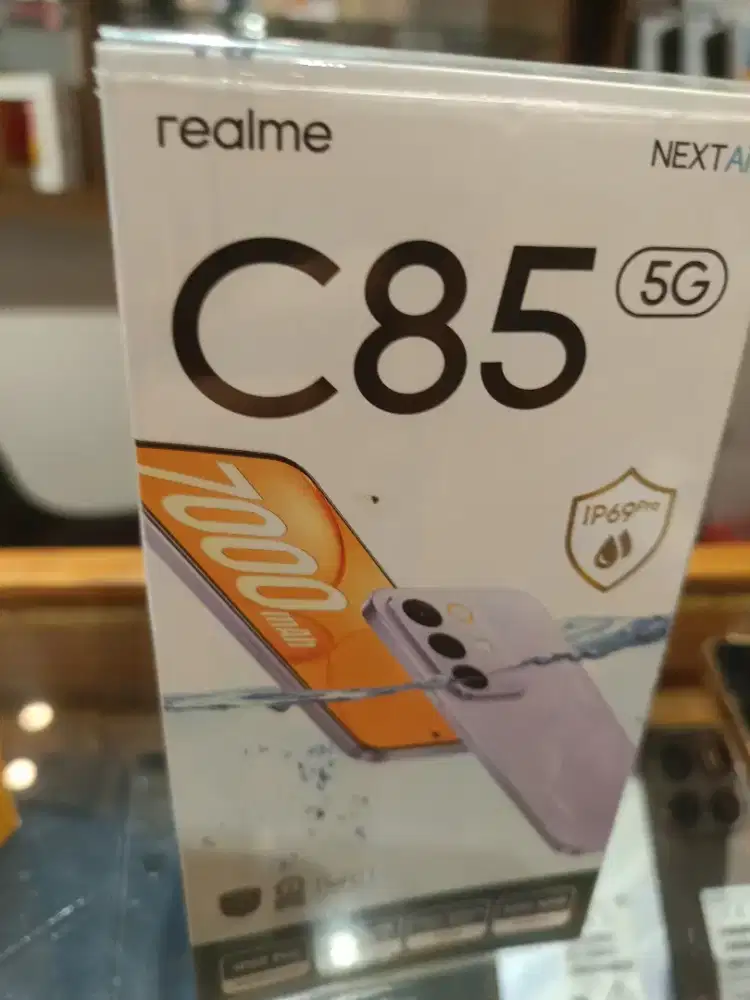 realme
NEXTAi
C85 5G
IP69Pro
7000mAh